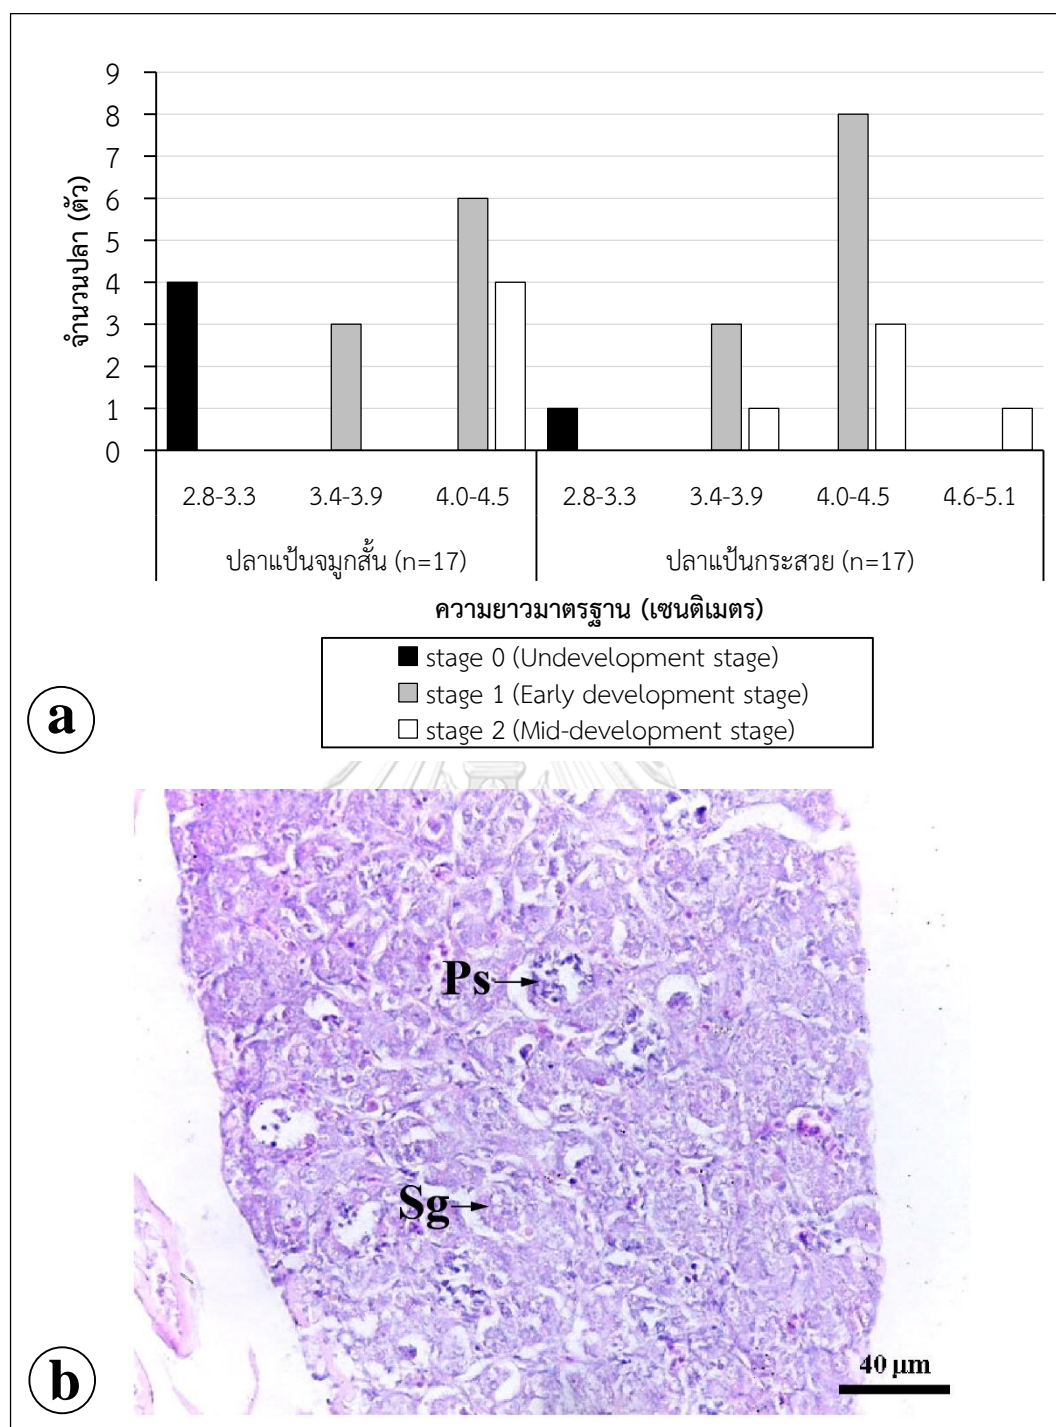 9
8
7
6
5
4
3
2
1
0
จำนวนปลา (ตัว)
2.8-3.3 3.4-3.9 4.0-4.5 2.8-3.3 3.4-3.9 4.0-4.5 4.6-5.1
ปลาแป้นจมูกสั้น (n=17) ปลาแป้นกระสวย (n=17)
ความยาวมาตรฐาน (เซนติเมตร)
stage 0 (Undevelopment stage)
stage 1 (Early development stage)
stage 2 (Mid-development stage)
a
Ps
Sg
40 µm
b